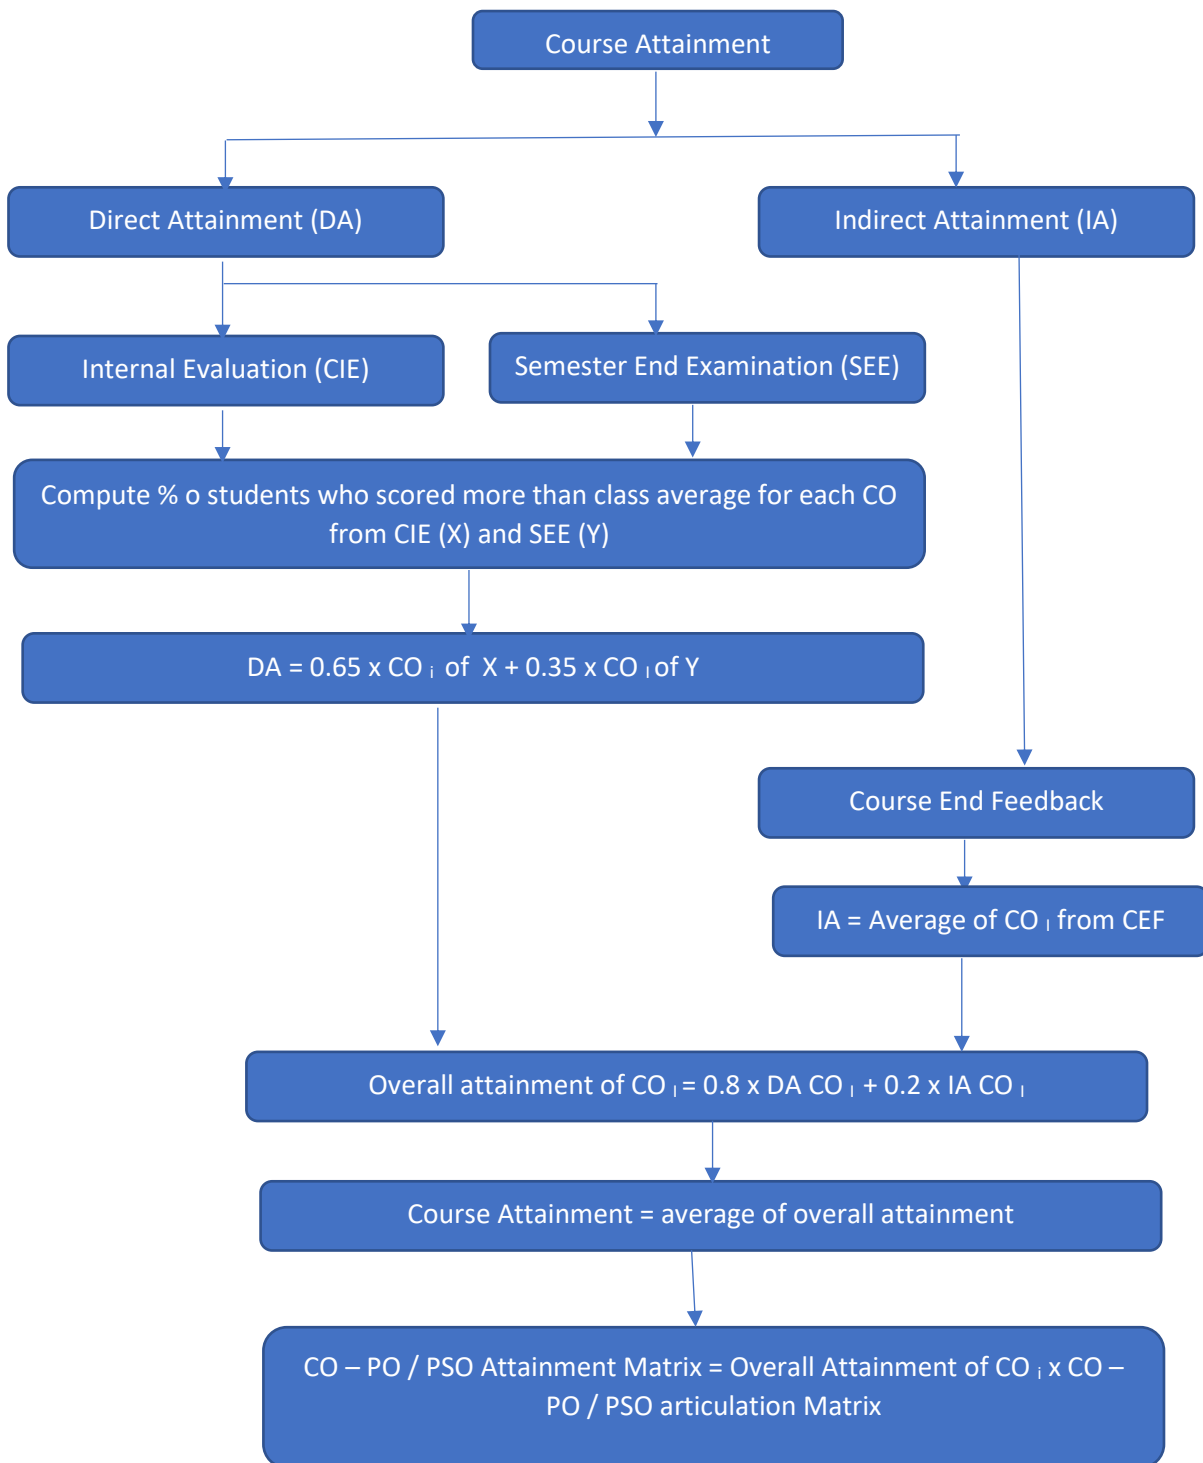 Course Attainment
Direct Attainment (DA)
Indirect Attainment (IA)
Internal Evaluation (CIE)
Semester End Examination (SEE)
Compute % o students who scored more than class average for each CO
from CIE (X) and SEE (Y)
DA = 0.65 x CO i of X + 0.35 x CO I of Y
Course End Feedback
IA = Average of CO I from CEF
Overall attainment of CO I = 0.8 x DA CO I + 0.2 x IA CO I
Course Attainment = average of overall attainment
CO – PO / PSO Attainment Matrix = Overall Attainment of CO i x CO –
PO / PSO articulation Matrix